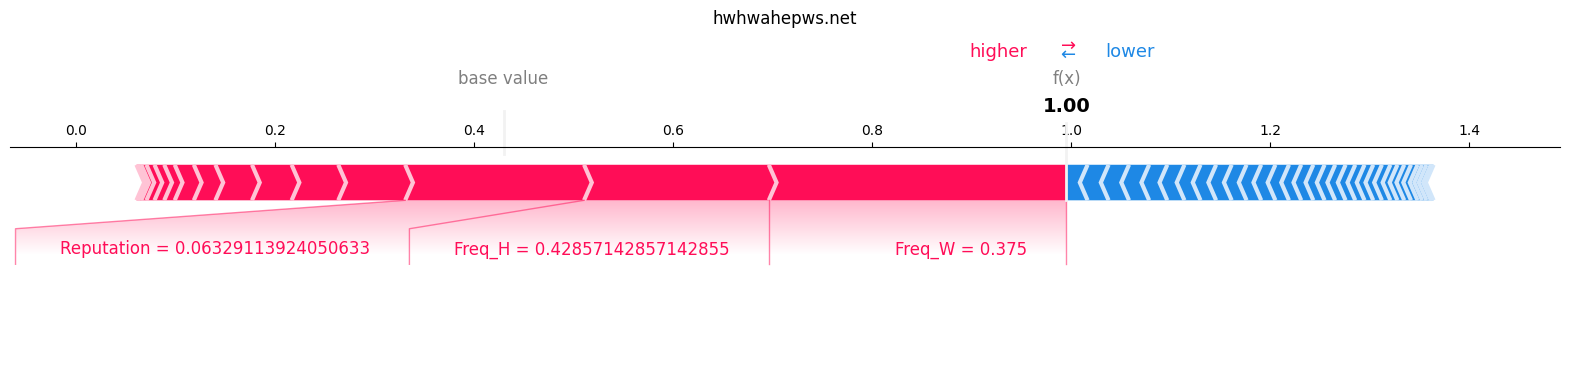 hwhwahepws.net
higher ⇄ lower
base value f(x)
1.00
0.0 0.2 0.4 0.6 0.8 1.0 1.2 1.4
Reputation = 0.06329113924050633 Freq_H = 0.42857142857142855 Freq_W = 0.375